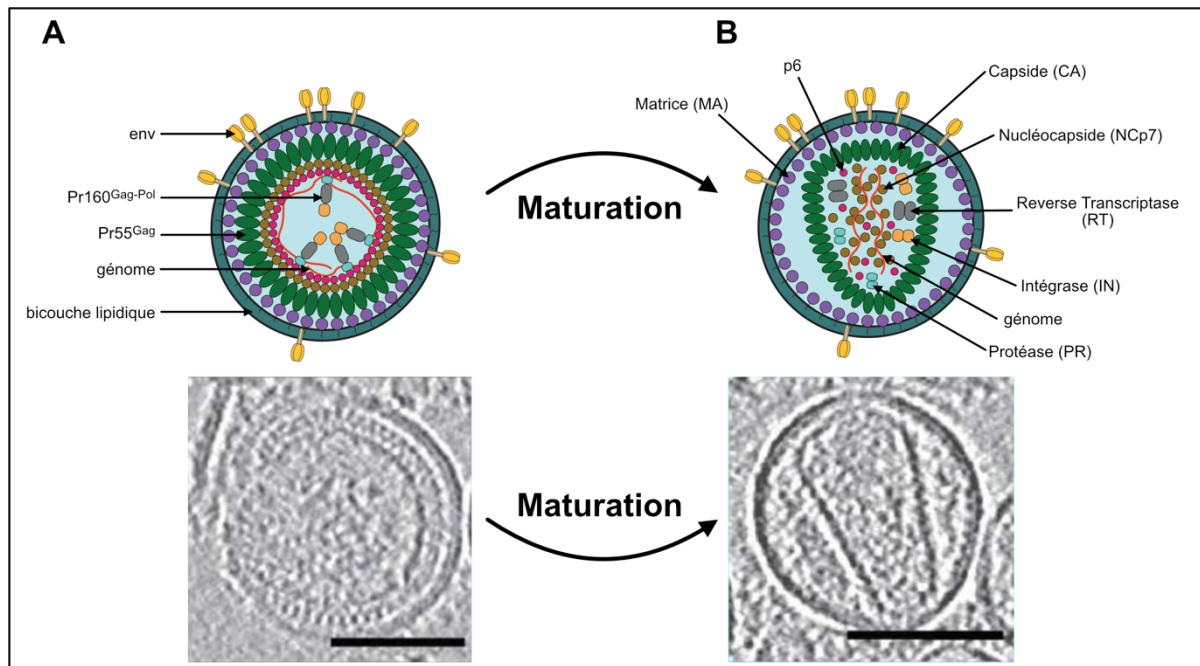 A
env
Pr160Gag-Pol
Pr55Gag
génome
bicouche lipidique
Maturation
B
p6
Matrice (MA)
Capside (CA)
Nucléocapside (NCp7)
Reverse Transcriptase
(RT)
Intégrase (IN)
génome
Protéase (PR)
Maturation